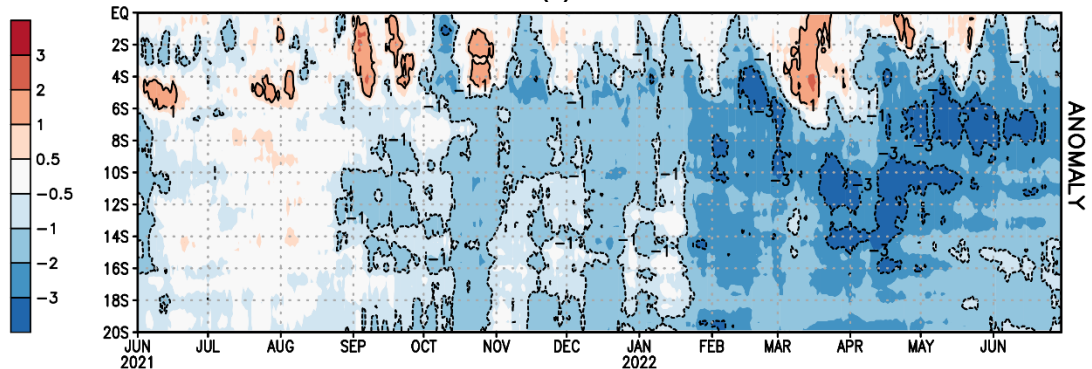 EQ
2S
4S
6S
8S
10S
12S
14S
16S
18S
20S
3
2
1
0.5
−0.5
−1
−2
−3
JUN JUL AUG SEP OCT NOV DEC JAN FEB MAR APR MAY JUN
2021 2022
ANOMALY